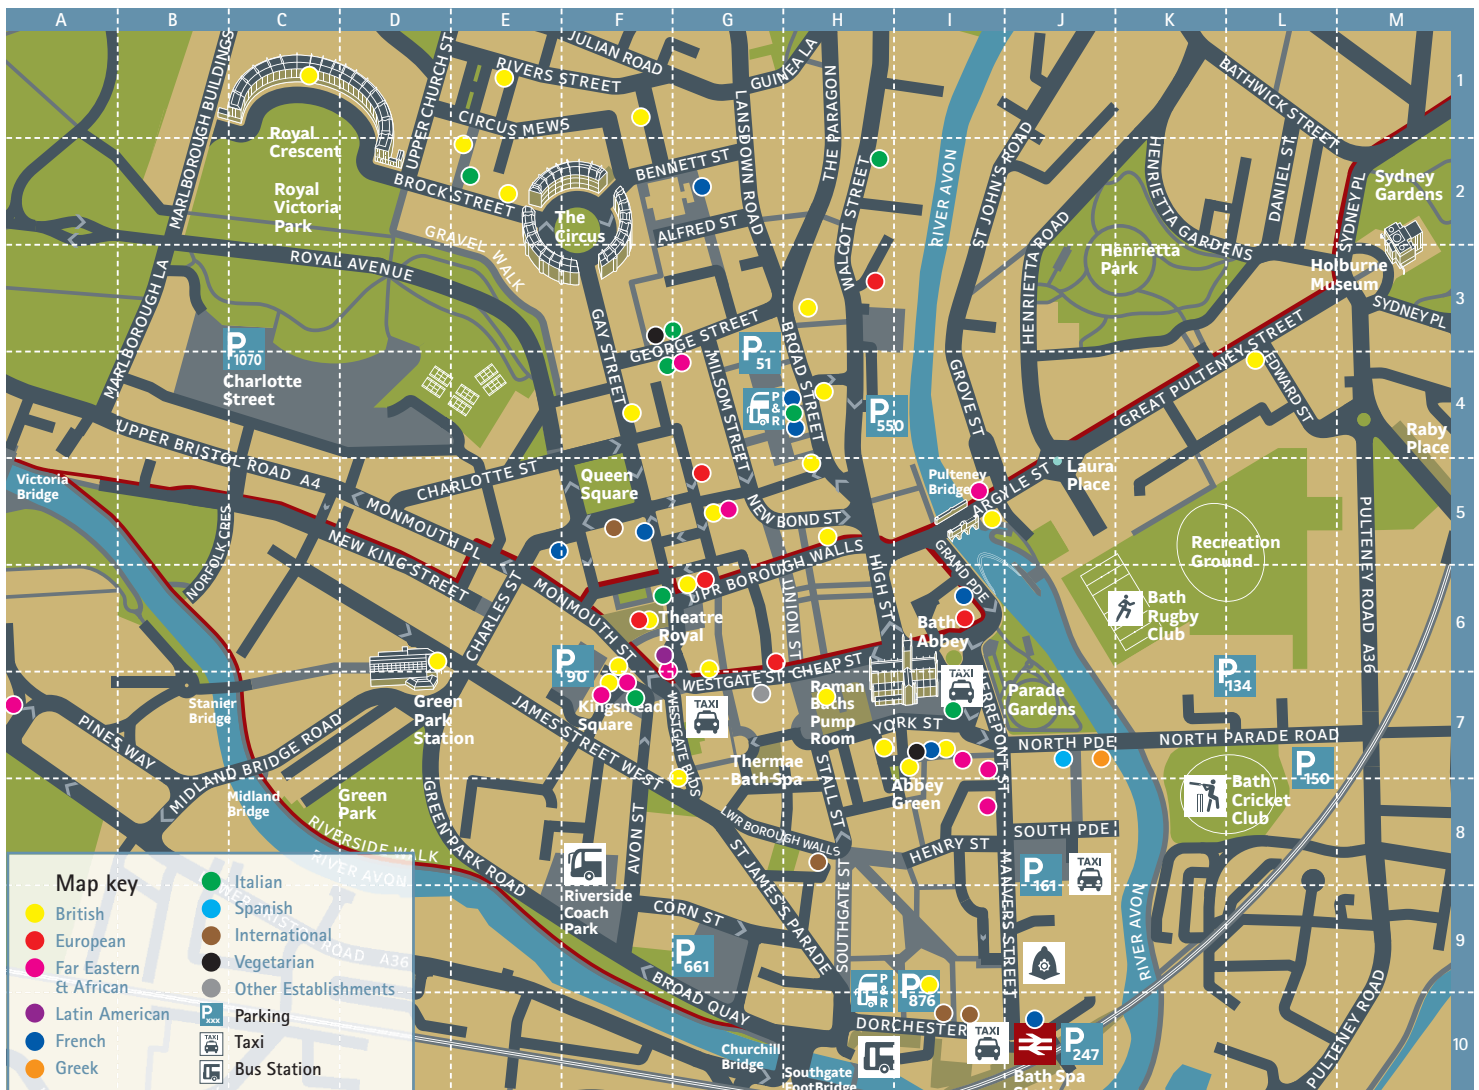 A B C D E F G H I J K L M
1
2
3
4
5
6
7
8
9
10
MARLBOROUGH BUILDINGS
UPPER CHURCH ST
RIVERS STREET
JULIAN ROAD
GUINEA LA
LANSDOWN ROAD
THE PARAGON
RIVER AVON
ST JOHN'S ROAD
BATHWICK STREET
CIRCUS MEWS
Royal
Crescent
BROCK STREET
BENNETT ST
WALCOT STREET
HENRIETTA GARDENS
DANIEL ST
SYDNEY PL
Sydney
Gardens
Royal
Victoria
Park
The
Circus
ALFRED ST
GRAVEL WALK
ROYAL AVENUE
HENRIETTA ROAD
HENRIETTA ROAD
Henrietta
Park
Holburne
Museum
SYDNEY PL
MARLBOROUGH LA
GAY STREET
GEORGE STREET
BROAD STREET
MILSOM STREET
P
1070
Charlotte
Street
P
51
P
&
R
P
550
GROVE ST
GREAT PULTENEY STREET
EDWARD ST
Raby
Place
UPPER BRISTOL ROAD A4
CHARLOTTE ST
Queen
Square
Pulteney
Bridge
ARGYLE ST
Laura
Place
Victoria
Bridge
MONMOUTH PL
NEW BOND ST
PULTENEY ROAD A36
NORFOLK CRES
NEW KING STREET
UPR BOROUGH WALLS
HIGH ST
GRAND PDE
Recreation
Ground
CHARLES ST
MONMOUTH ST
UNION ST
Theatre
Royal
Bath
Abbey
Bath
Rugby
Club
P
90
WESTGATE ST
CHEAP ST
TAXI
P
134
Stanier
Bridge
Green
Park
Station
Kingsmead
Square
WESTGATE BUDS
TAXI
Roman
Baths
Pump
Room
YORK ST
PIERREPONT ST
Parade
Gardens
PINES WAY
MIDLAND BRIDGE ROAD
JAMES STREET WEST
NORTH PDE
NORTH PARADE ROAD
Thermae
Bath Spa
STALL ST
Abbey
Green
P
150
Midland
Bridge
Green
Park
GREEN PARK ROAD
AVON ST
LWR BOROUGH WALLS
Bath
Cricket
Club
RIVERSIDE WALK
RIVER AVON
ST JAMES'S PARADE
HENRY ST
SOUTH PDE
LOWER BRISTOL ROAD A36
Riverside
Coach
Park
SOUTHGATE ST
MANVERS STREET
P
161
TAXI
RIVER AVON
CORN ST
P
661
BROAD QUAY
P
&
R
P
876
DORCHESTER
TAXI
P
247
PULTENEY ROAD
Churchill
Bridge
Southgate
FootBridge
Bath Spa
Map key
British
European
Far Eastern
& African
Latin American
French
Greek
Italian
Spanish
International
Vegetarian
Other Establishments
P
xxx
Parking
TAXI
Taxi
Bus Station